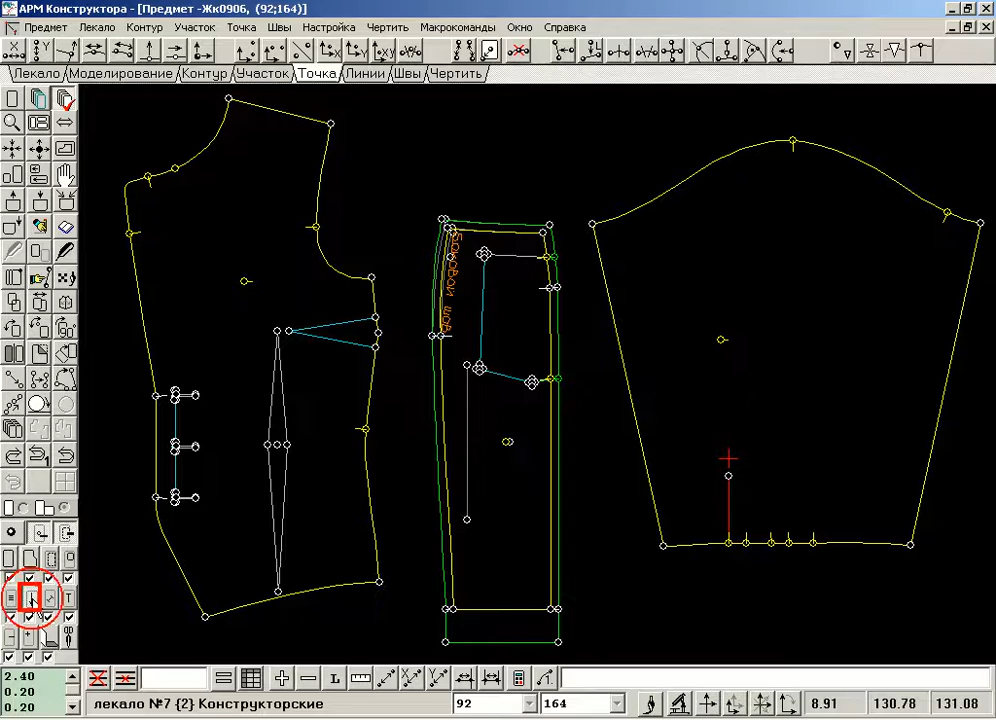 АРМ Конструктора - [Предмет -Жк0906, (92;164)]
Предмет Лекало Контур Участок Точка Швы Настройка Чертить Макрокоманды Окно Справка
Лекало Моделирование Контур Участок Точка Линии Швы Чертить
Боковой шов
T
L
2.40
0.20
0.20
лекало №7 {2} Конструкторские
92
164
8.91
130.78
131.08